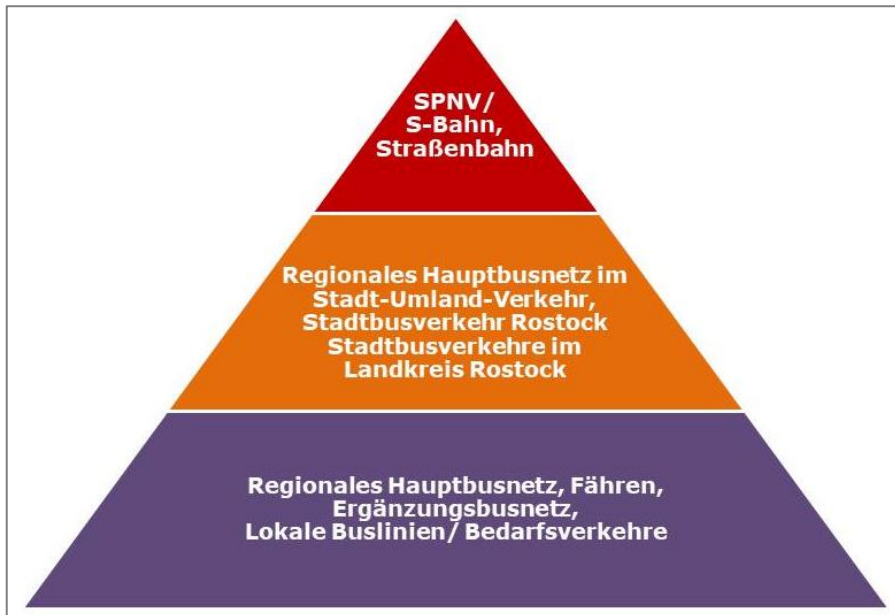 SPNV/
S-Bahn,
Straßenbahn
Regionales Hauptbusnetz im
Stadt-Umland-Verkehr,
Stadtbusverkehr Rostock
Stadtbusverkehre im
Landkreis Rostock
Regionales Hauptbusnetz, Fähren,
Ergänzungsbusnetz,
Lokale Buslinien/ Bedarfsverkehre